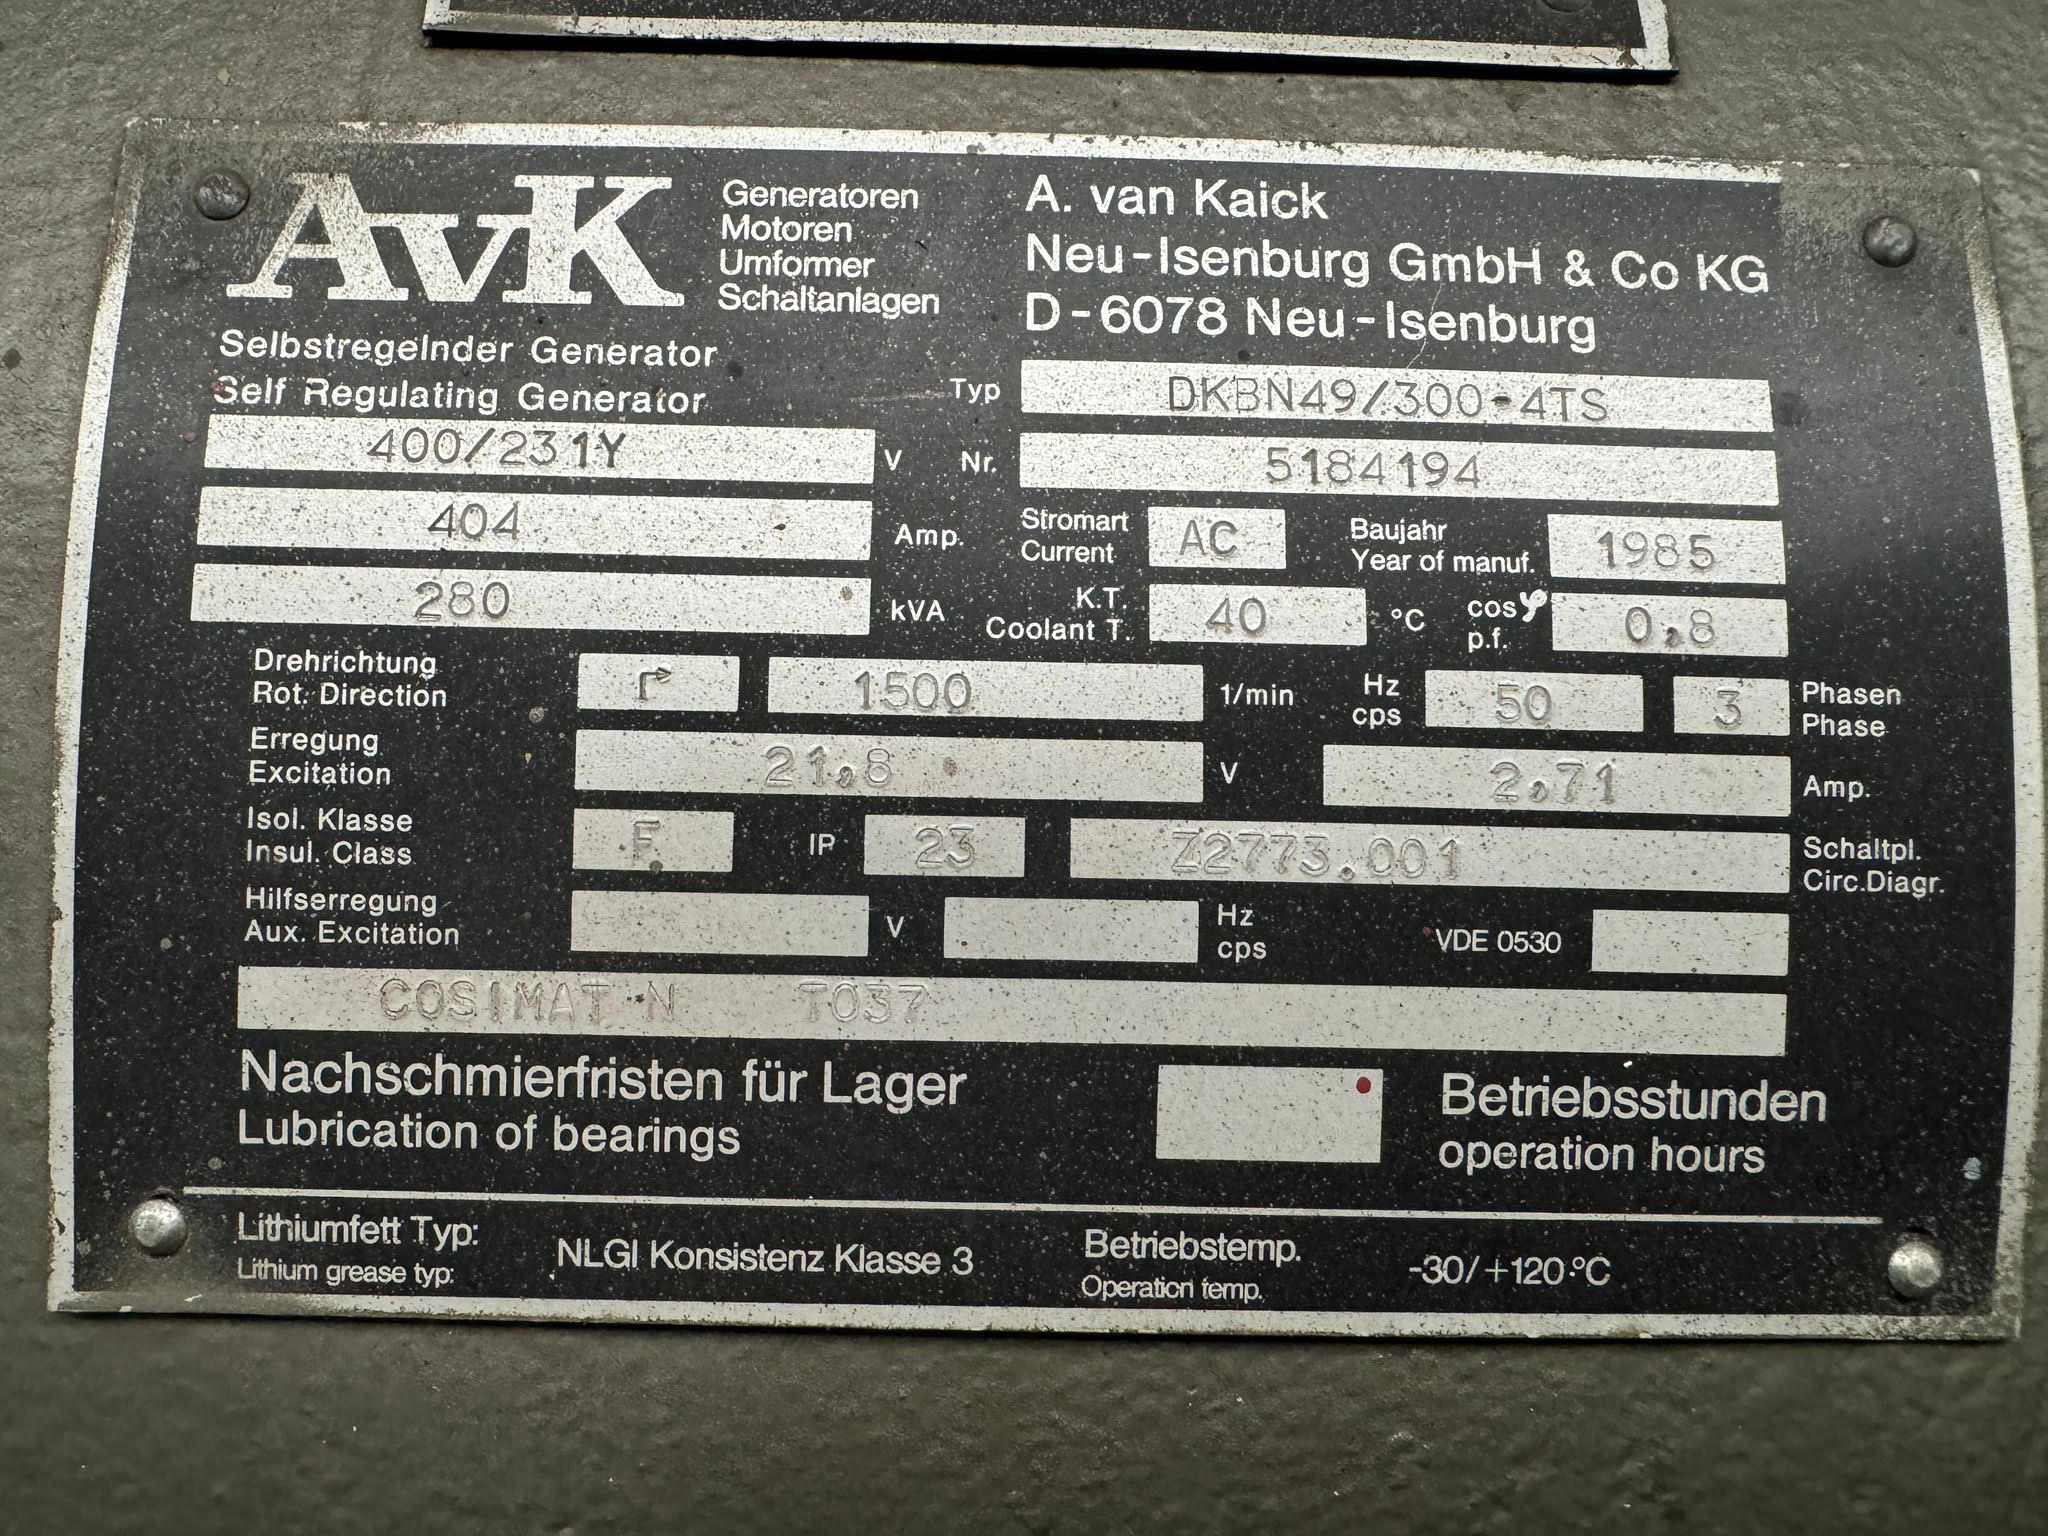 AvK
Generatoren
Motoren
Umformer
Schaltanlagen
A. van Kaick
Neu-Isenburg GmbH & Co KG
D-6078 Neu-Isenburg
Selbstregelnder Generator
Self Regulating Generator
Typ DKBN49/300-4TS
400/231Y V Nr. 5184194
404 Amp. Stromart Current AC Baujahr Year of manuf. 1985
280 kVA K.T. Coolant T. 40 °C cosφ p.f. 0,8
Drehrichtung Rot. Direction ↱ 1500 1/min Hz cps 50 3 Phasen Phase
Erregung Excitation 21,8 V 2,71 Amp.
Isol. Klasse Insul. Class F IP 23 Z2773.001 Schaltpl. Circ.Diagr.
Hilfserregung Aux. Excitation V Hz cps VDE 0530
COSIMAT N T037
Nachschmierfristen für Lager Betriebsstunden
Lubrication of bearings operation hours
Lithiumfett Typ: NLGI Konsistenz Klasse 3 Betriebstemp. -30/+120°C
Lithium grease typ: Operation temp.